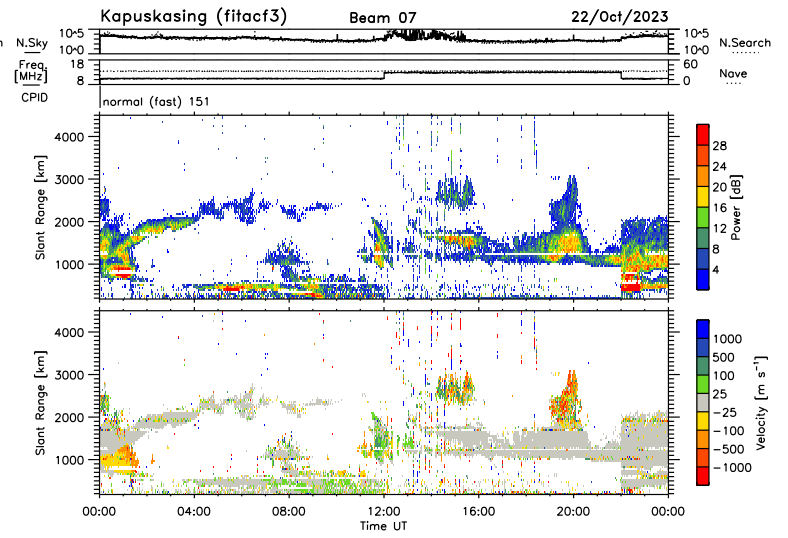 Kapuskasing (fitacf3) Beam 07 22/Oct/2023
n N.Sky 10^5 10^0 10^5 10^0 N.Search
Freq. [MHz] 18 8 60 0 Nave
CPID normal (fast) 151
Slant Range [km] 4000 3000 2000 1000
28 24 20 16 12 8 4 Power [dB]
Slant Range [km] 4000 3000 2000 1000
1000 500 100 25 −25 −100 −500 −1000 Velocity [m s⁻¹]
00:00 04:00 08:00 12:00 16:00 20:00 00:00
Time UT